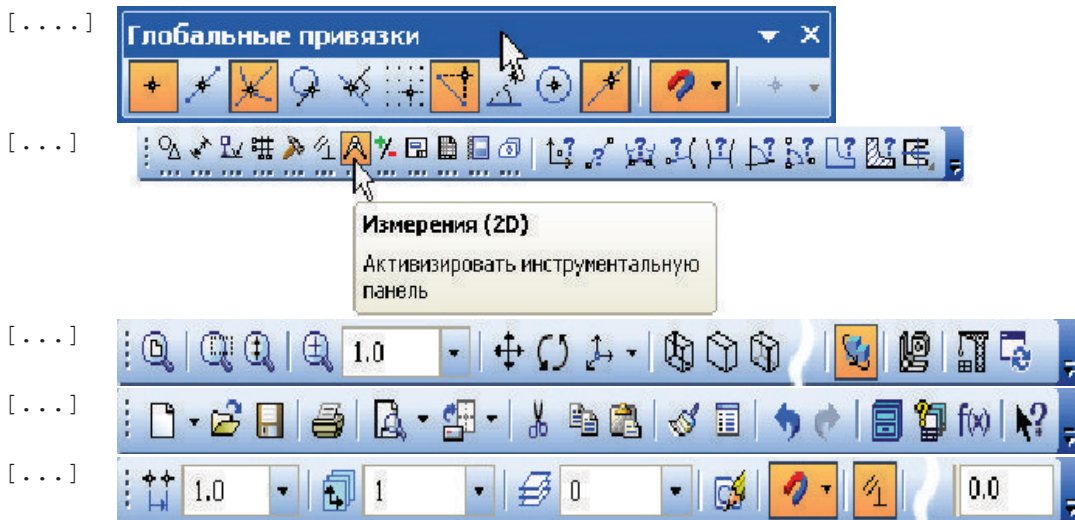 [....]
Глобальные привязки
[...]
Измерения (2D)
Активизировать инструментальную
панель
[...]
1.0
[...]
f(x)
[...]
1.0 1 0 0.0